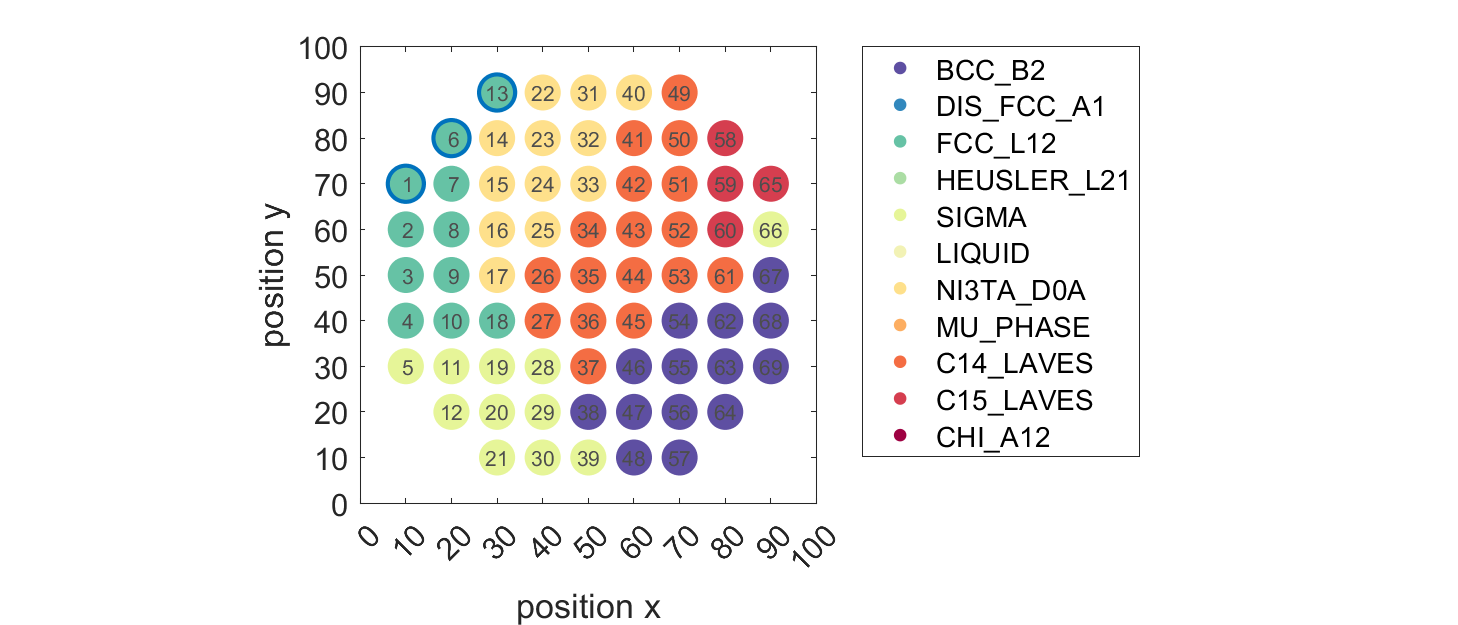 100
90
80
70
60
50
40
30
20
10
0
position y
13 22 31 40 49
6 14 23 32 41 50 58
1 7 15 24 33 42 51 59 65
2 8 16 25 34 43 52 60 66
3 9 17 26 35 44 53 61 67
4 10 18 27 36 45 54 62 68
5 11 19 28 37 46 55 63 69
12 20 29 38 47 56 64
21 30 39 48 57
0 10 20 30 40 50 60 70 80 90 100
position x
BCC_B2
DIS_FCC_A1
FCC_L12
HEUSLER_L21
SIGMA
LIQUID
NI3TA_D0A
MU_PHASE
C14_LAVES
C15_LAVES
CHI_A12